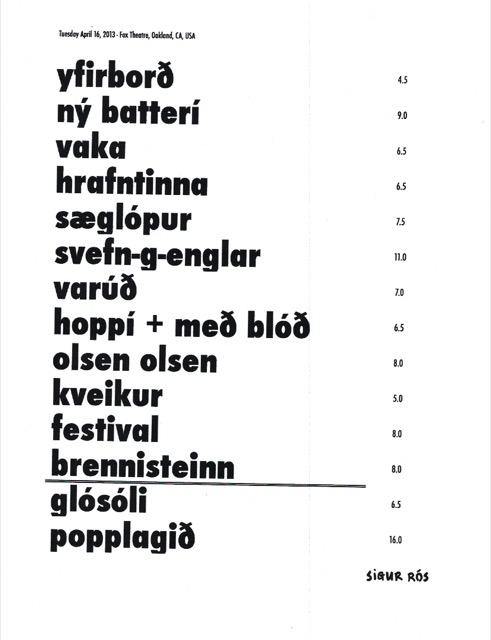 Tuesday April 16, 2013 - Fox Theatre, Oakland, CA, USA
yfirborð 4.5
ný batterí 9.0
vaka 6.5
hrafntinna 6.5
sæglópur 7.5
svefn-g-englar 11.0
varúð 7.0
hoppí + með blóð 6.5
olsen olsen 8.0
kveikur 5.0
festival 8.0
brennisteinn 8.0
glósóli 6.5
popplagið 16.0
SIGUR RÓS